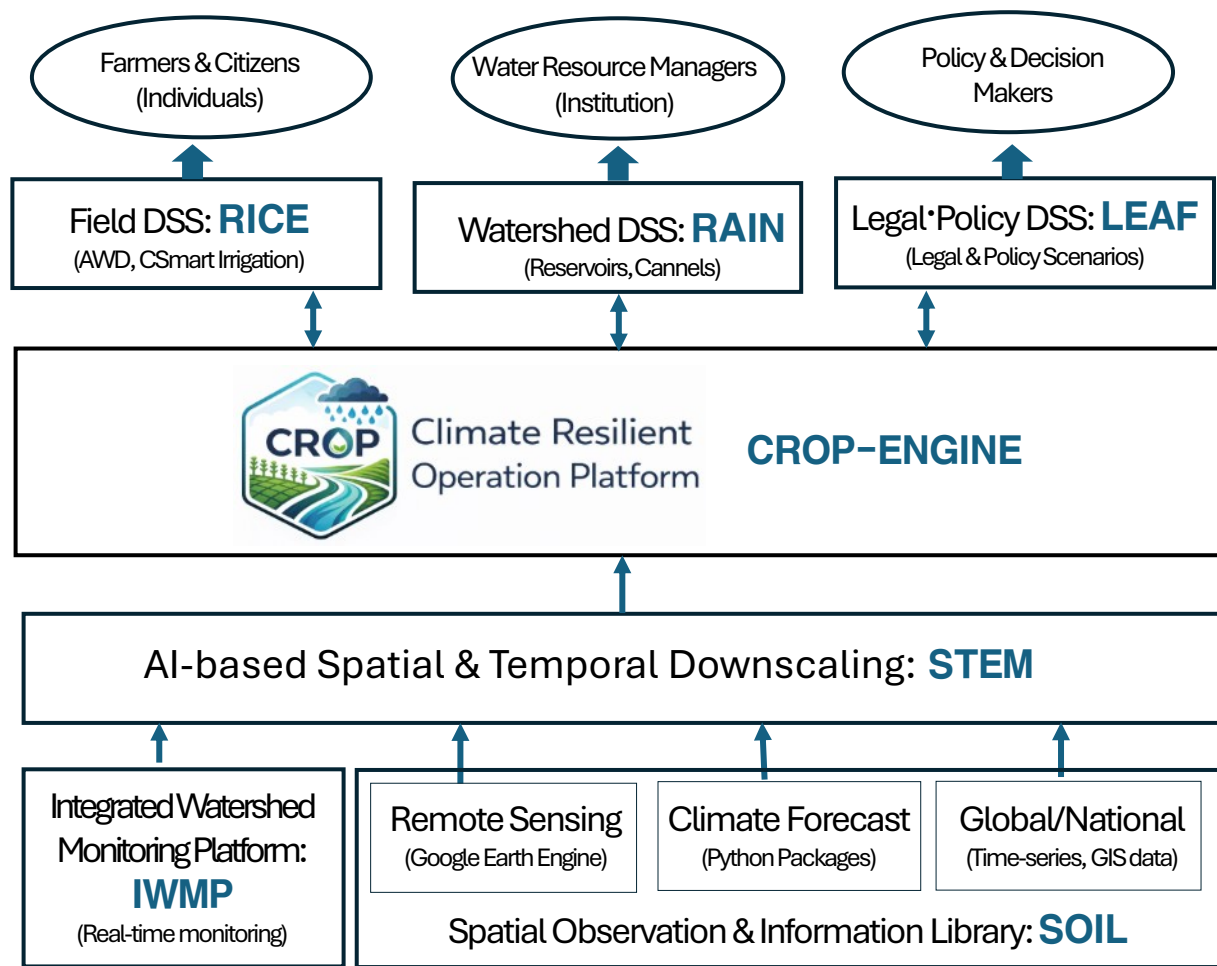 Farmers & Citizens
(Individuals)
Water Resource Managers
(Institution)
Policy & Decision
Makers
Field DSS: RICE
(AWD, CSmart Irrigation)
Watershed DSS: RAIN
(Reservoirs, Cannels)
Legal·Policy DSS: LEAF
(Legal & Policy Scenarios)
CROP
Climate Resilient
Operation Platform
CROP-ENGINE
AI-based Spatial & Temporal Downscaling: STEM
Integrated Watershed
Monitoring Platform:
IWMP
(Real-time monitoring)
Remote Sensing
(Google Earth Engine)
Climate Forecast
(Python Packages)
Global/National
(Time-series, GIS data)
Spatial Observation & Information Library: SOIL